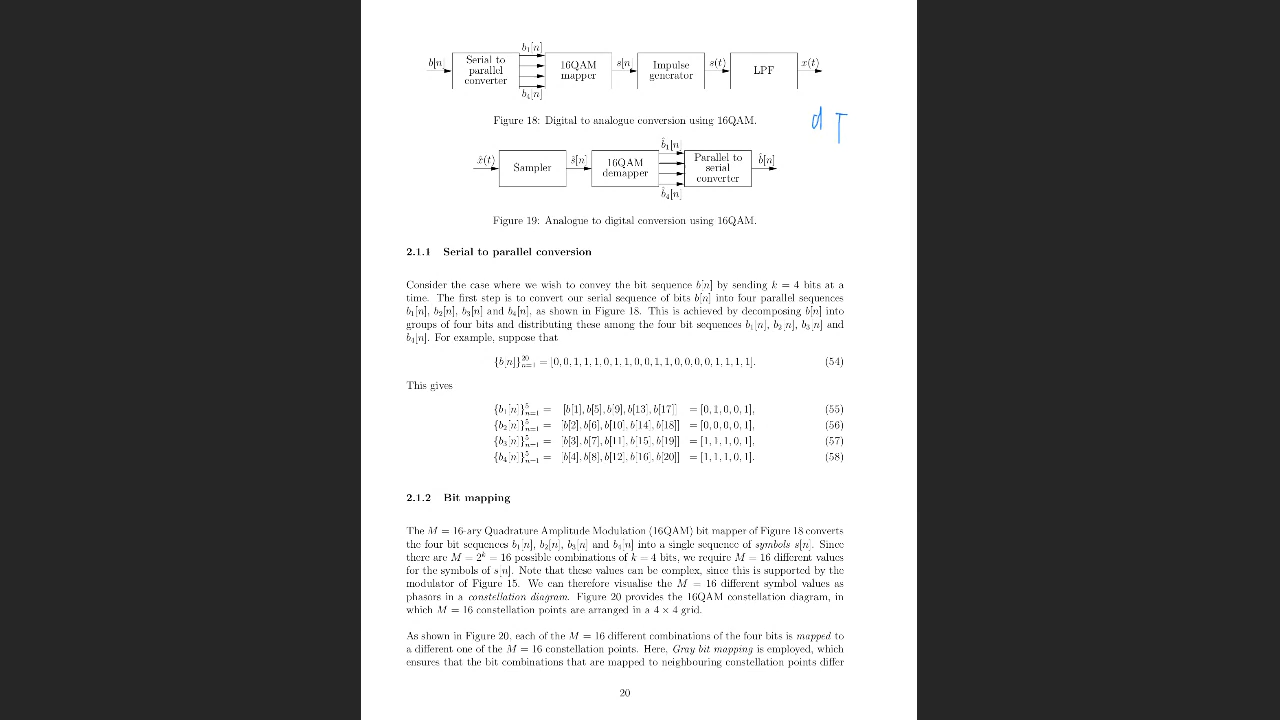 b[n]
Serial to parallel converter
b₁[n]
b₄[n]
16QAM mapper
s[n]
Impulse generator
s(t)
LPF
x(t)
Figure 18: Digital to analogue conversion using 16QAM.
d T
x̂(t)
Sampler
ŝ[n]
16QAM demapper
b̂₁[n]
b̂₄[n]
Parallel to serial converter
b̂[n]
Figure 19: Analogue to digital conversion using 16QAM.
2.1.1 Serial to parallel conversion
Consider the case where we wish to convey the bit sequence b[n] by sending k = 4 bits at a
time. The first step is to convert our serial sequence of bits b[n] into four parallel sequences
b₁[n], b₂[n], b₃[n] and b₄[n], as shown in Figure 18. This is achieved by decomposing b[n] into
groups of four bits and distributing these among the four bit sequences b₁[n], b₂[n], b₃[n] and
b₄[n]. For example, suppose that
{b[n]}²⁰ₙ₌₁ = [0, 0, 1, 1, 1, 0, 1, 1, 0, 0, 1, 1, 0, 0, 0, 0, 1, 1, 1, 1]. (54)
This gives
{b₁[n]}⁵ₙ₌₁ = [b[1], b[5], b[9], b[13], b[17]] = [0, 1, 0, 0, 1], (55)
{b₂[n]}⁵ₙ₌₁ = [b[2], b[6], b[10], b[14], b[18]] = [0, 0, 0, 0, 1], (56)
{b₃[n]}⁵ₙ₌₁ = [b[3], b[7], b[11], b[15], b[19]] = [1, 1, 1, 0, 1], (57)
{b₄[n]}⁵ₙ₌₁ = [b[4], b[8], b[12], b[16], b[20]] = [1, 1, 1, 0, 1]. (58)
2.1.2 Bit mapping
The M = 16-ary Quadrature Amplitude Modulation (16QAM) bit mapper of Figure 18 converts
the four bit sequences b₁[n], b₂[n], b₃[n] and b₄[n] into a single sequence of symbols s[n]. Since
there are M = 2ᵏ = 16 possible combinations of k = 4 bits, we require M = 16 different values
for the symbols of s[n]. Note that these values can be complex, since this is supported by the
modulator of Figure 15. We can therefore visualise the M = 16 different symbol values as
phasors in a constellation diagram. Figure 20 provides the 16QAM constellation diagram, in
which M = 16 constellation points are arranged in a 4 × 4 grid.
As shown in Figure 20, each of the M = 16 different combinations of the four bits is mapped to
a different one of the M = 16 constellation points. Here, Gray bit mapping is employed, which
ensures that the bit combinations that are mapped to neighbouring constellation points differ
20